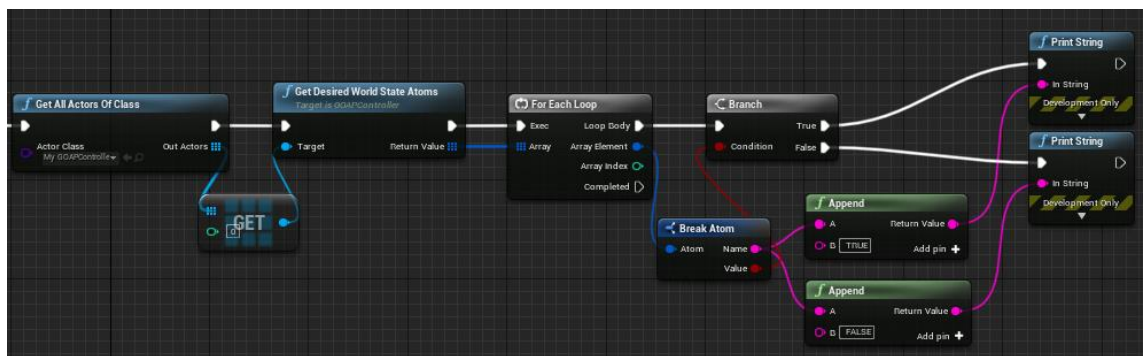 Get All Actors Of Class
Actor Class
My GOAPControlle
Out Actors
0
GET
Get Desired World State Atoms
Target is GOAPController
Target
Return Value
For Each Loop
Exec
Loop Body
Array
Array Element
Array Index
Completed
Branch
True
Condition
False
Break Atom
Atom
Name
Value
Append
A
Return Value
B TRUE
Add pin +
Append
A
Return Value
B FALSE
Add pin +
Print String
In String
Development Only
Print String
In String
Development Only